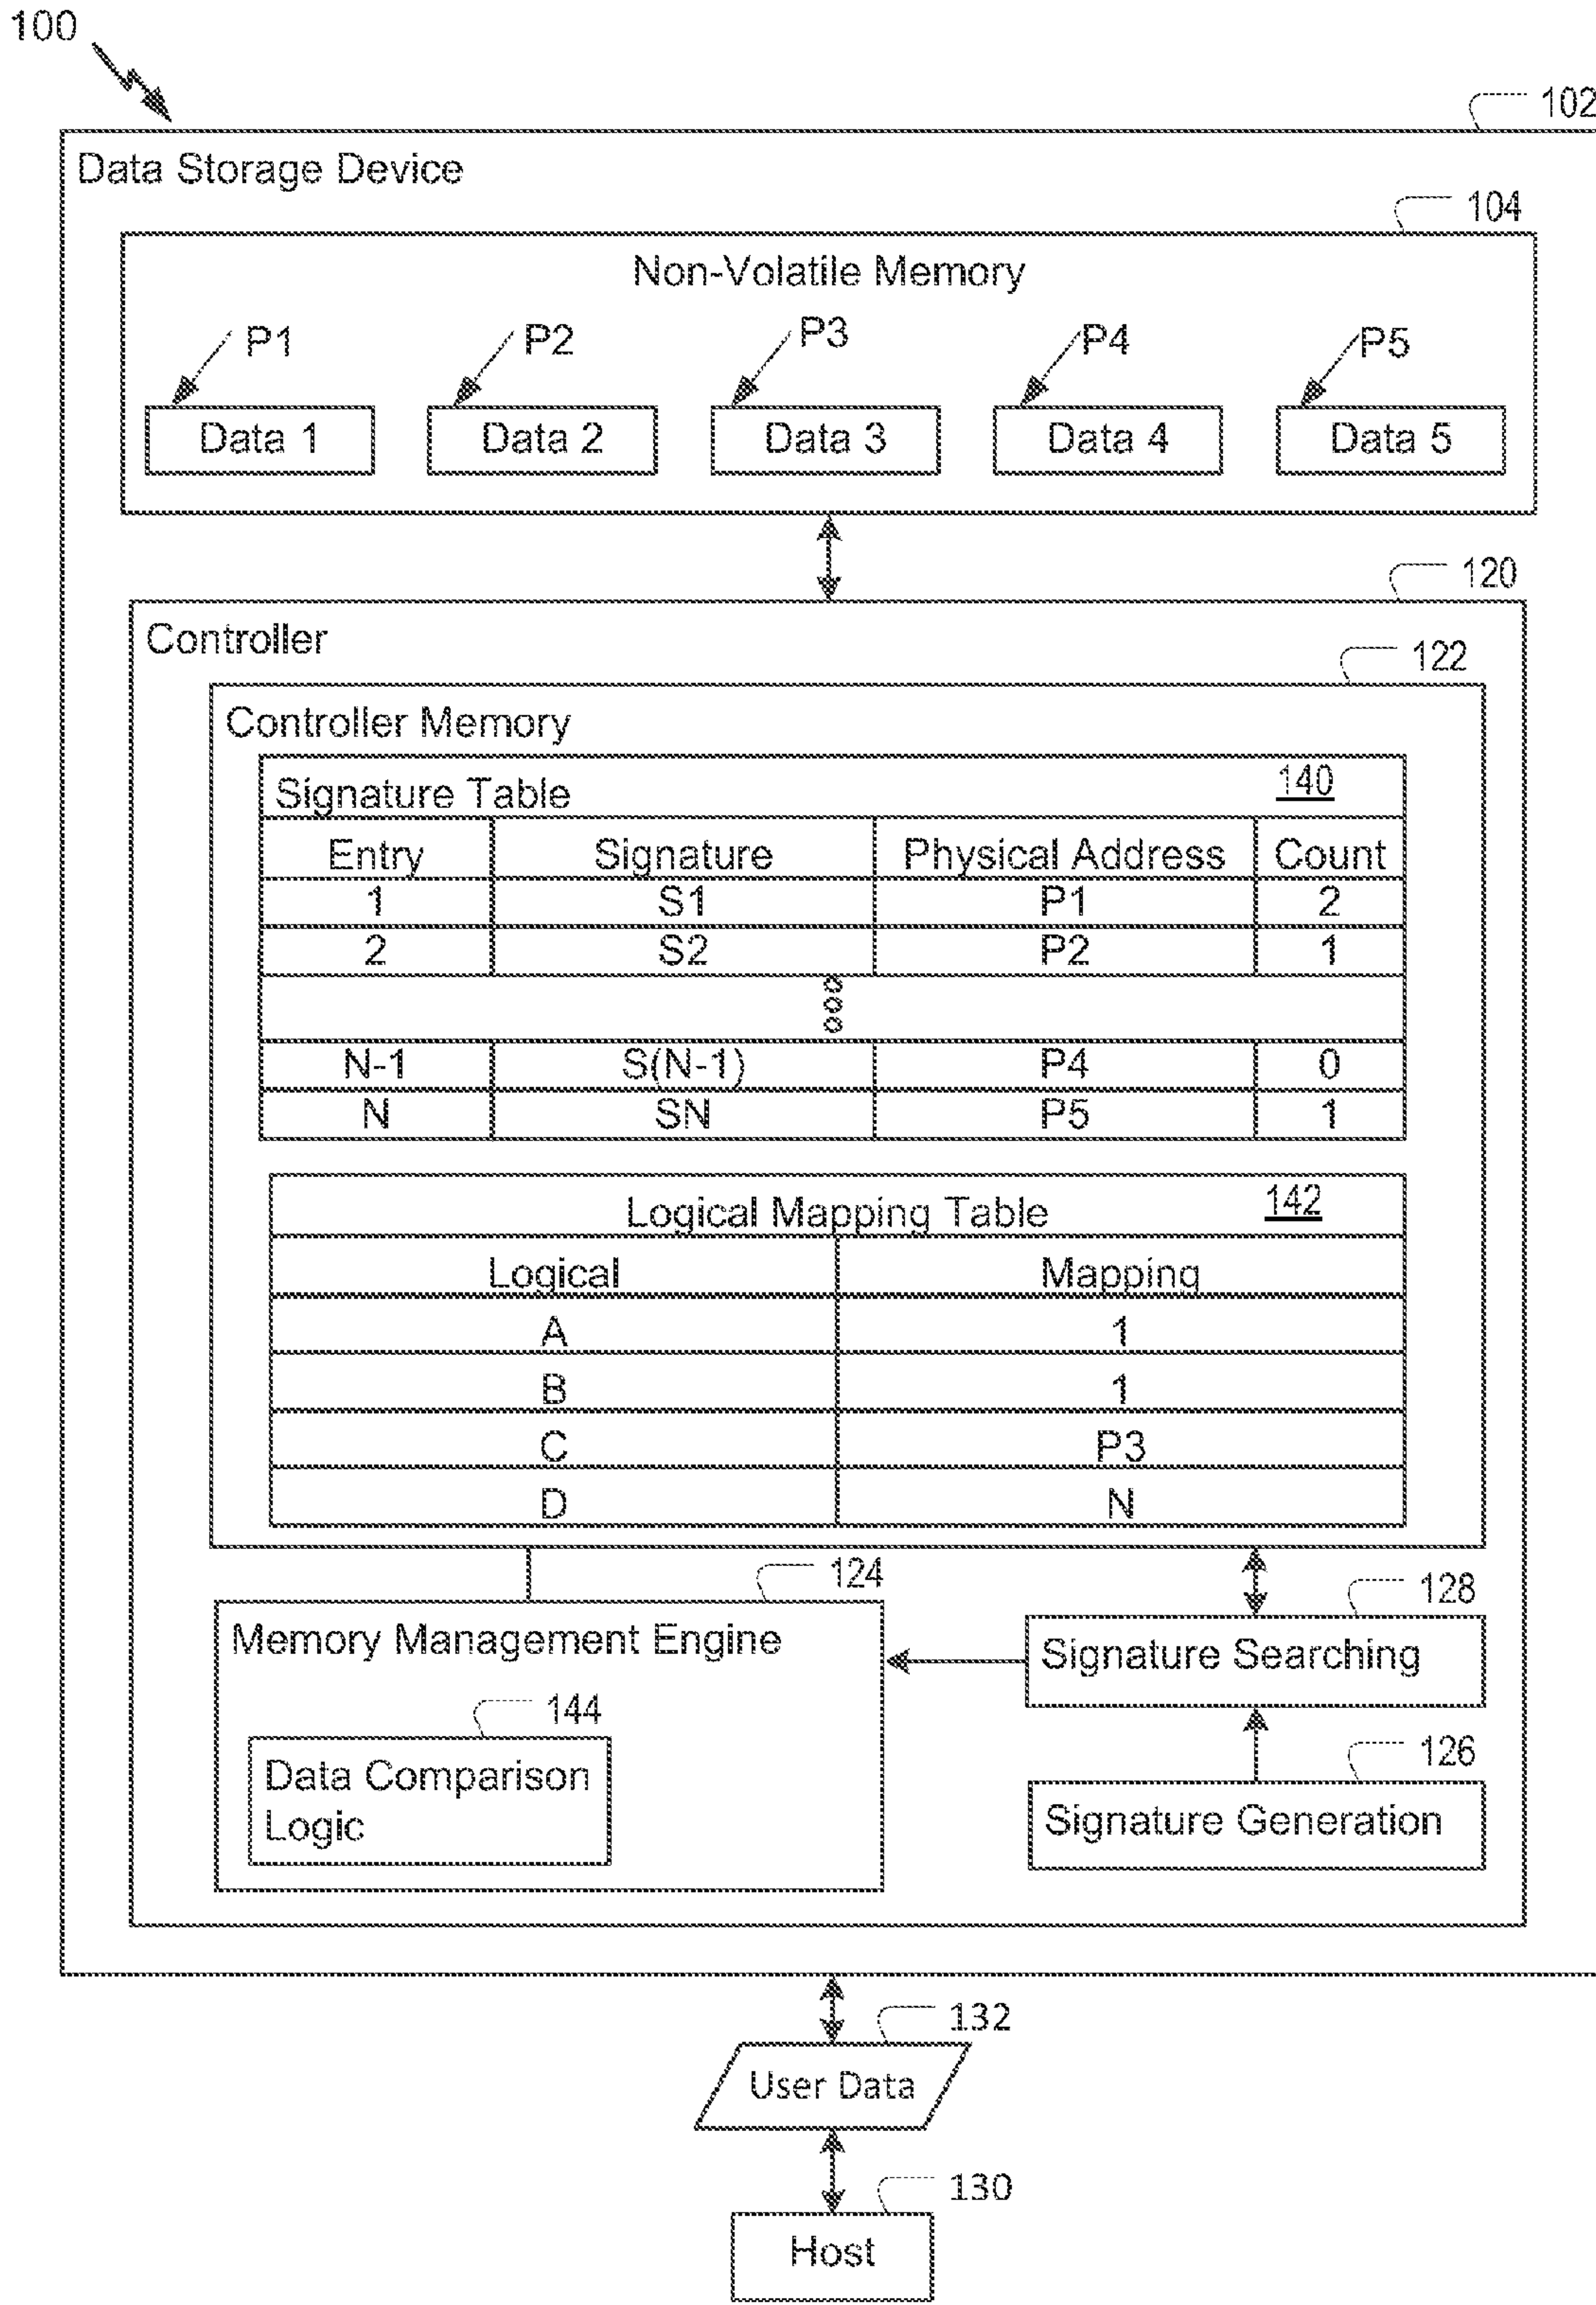 100
102
Data Storage Device
104
Non-Volatile Memory
P1 P2 P3 P4 P5
Data 1 Data 2 Data 3 Data 4 Data 5
120
Controller
122
Controller Memory
Signature Table 140
Entry Signature Physical Address Count
1 S1 P1 2
2 S2 P2 1
N-1 S(N-1) P4 0
N SN P5 1
Logical Mapping Table 142
Logical Mapping
A 1
B 1
C P3
D N
124
128
Memory Management Engine
Signature Searching
144
Data Comparison
Logic
126
Signature Generation
132
User Data
130
Host